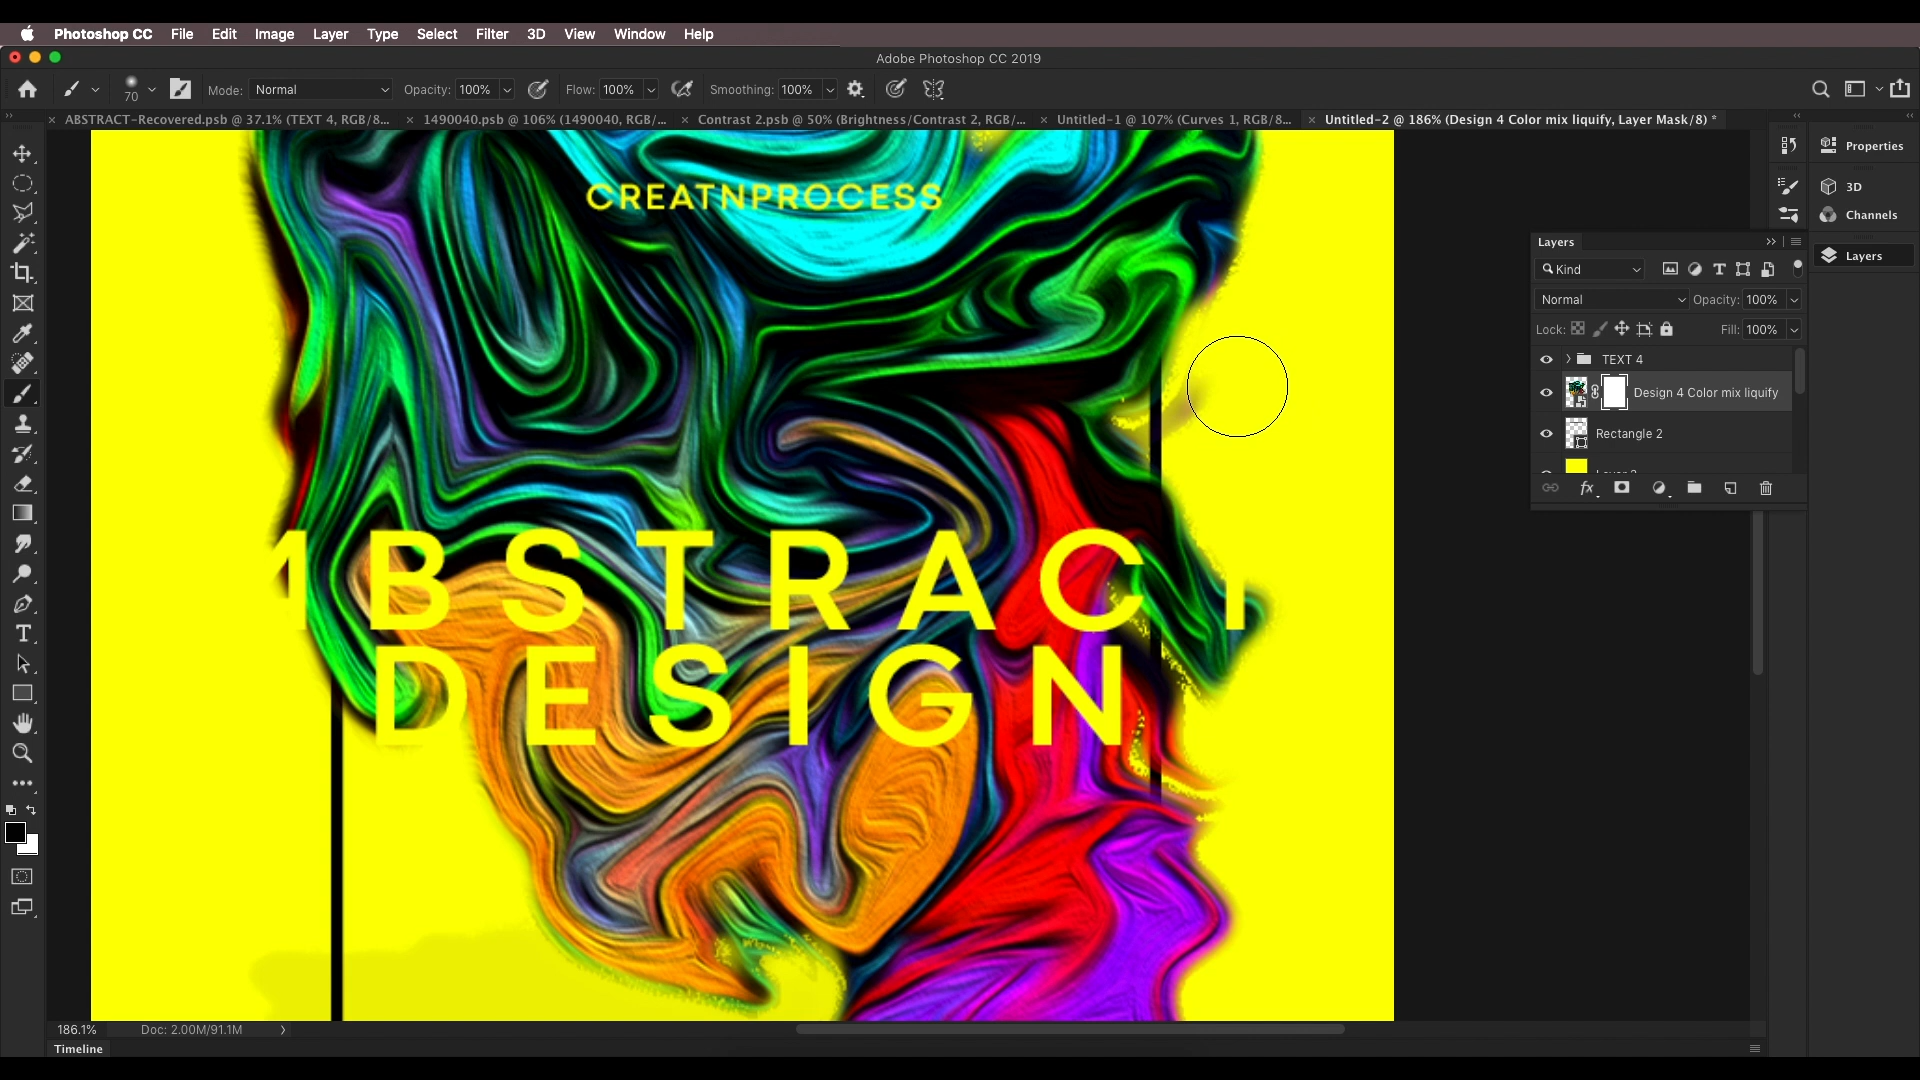 Photoshop CC File Edit Image Layer Type Select Filter 3D View Window Help
Adobe Photoshop CC 2019
70 Mode: Normal Opacity: 100% Flow: 100% Smoothing: 100%
ABSTRACT-Recovered.psb @ 37.1% (TEXT 4, RGB/8... 1490040.psb @ 106% (1490040, RGB/... Contrast 2.psb @ 50% (Brightness/Contrast 2, RGB/... Untitled-1 @ 107% (Curves 1, RGB/8... Untitled-2 @ 186% (Design 4 Color mix liquify, Layer Mask/8) *
Properties
3D
Channels
Layers
Layers
Kind
Normal Opacity: 100%
Lock: Fill: 100%
TEXT 4
Design 4 Color mix liquify
Rectangle 2
fx
CREATNPROCESS
ABSTRACT
DESIGN
186.1% Doc: 2.00M/91.1M
Timeline